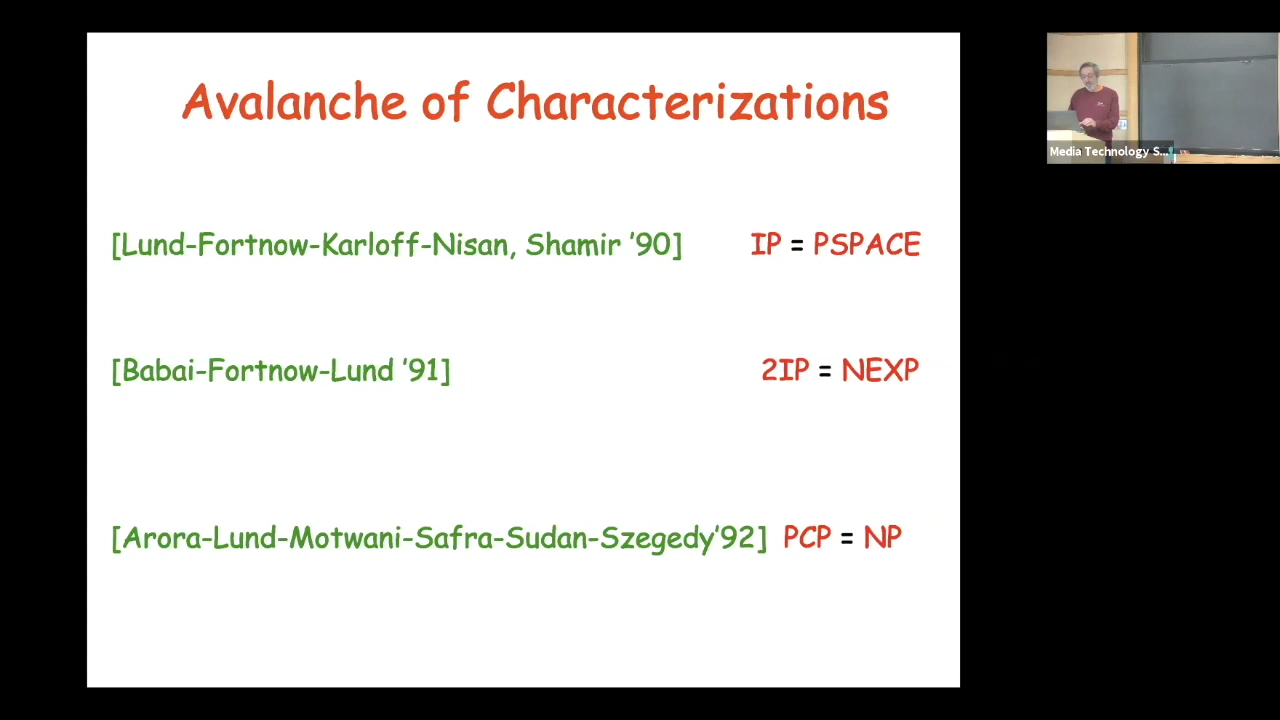 Avalanche of Characterizations
[Lund-Fortnow-Karloff-Nisan, Shamir '90] IP = PSPACE
[Babai-Fortnow-Lund '91] 2IP = NEXP
[Arora-Lund-Motwani-Safra-Sudan-Szegedy'92] PCP = NP
Media Technology S...